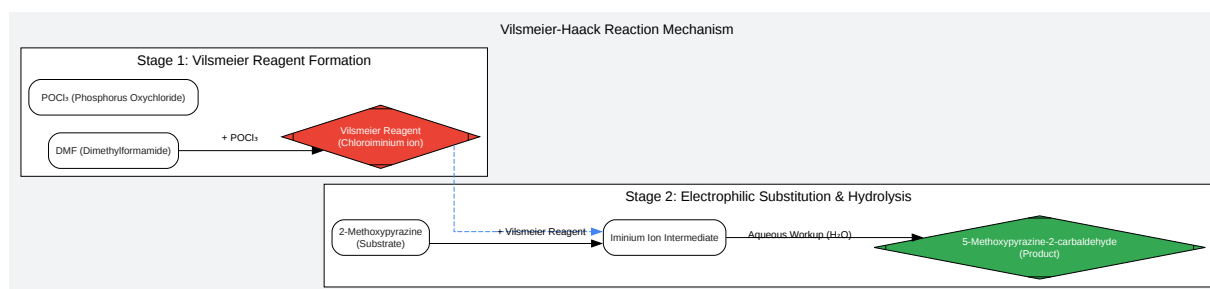 Vilsmeier-Haack Reaction Mechanism
Stage 1: Vilsmeier Reagent Formation
POCl₃ (Phosphorus Oxychloride)
DMF (Dimethylformamide)
+ POCl₃
Vilsmeier Reagent
(Chloroiminium ion)
Stage 2: Electrophilic Substitution & Hydrolysis
2-Methoxypyrazine
(Substrate)
+ Vilsmeier Reagent
Iminium Ion Intermediate
Aqueous Workup (H₂O)
5-Methoxypyrazine-2-carbaldehyde
(Product)